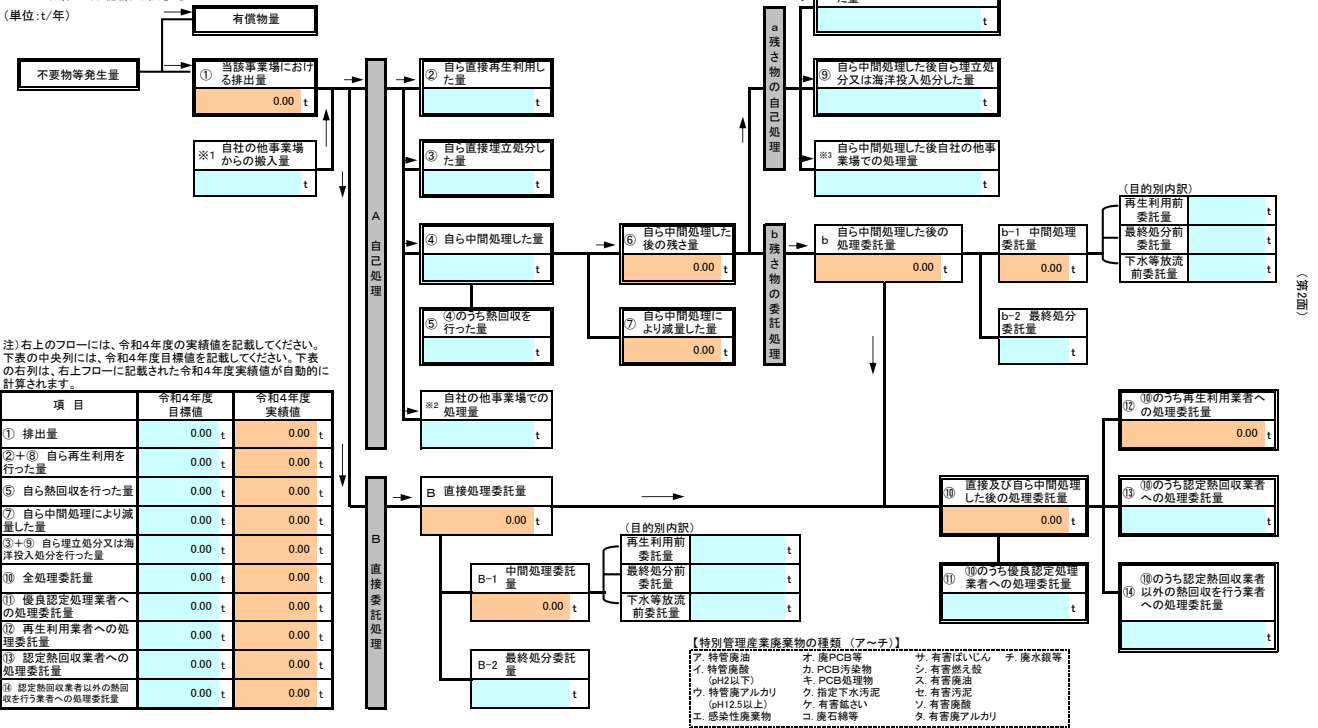 (単位:t/年)
有償物量
不要物等発生量
① 当該事業場におけ
る排出量
0.00 t
※1 自社の他事業場
からの搬入量
t
A 自己処理
② 自ら直接再生利用し
た量
t
③ 自ら直接埋立処分し
た量
t
④ 自ら中間処理した量
t
⑤ ④のうち熱回収を
行った量
t
※2 自社の他事業場での
処理量
t
⑥ 自ら中間処理した
後の残さ量
0.00 t
⑦ 自ら中間処理に
より減量した量
0.00 t
a 残さ物の自己処理
t
⑨ 自ら中間処理した後自ら埋立処
分又は海洋投入処分した量
t
※3 自ら中間処理した後自社の他事
業場での処理量
t
b 残さ物の委託処理
b 自ら中間処理した後の
処理委託量
0.00 t
b-1 中間処理
委託量
0.00 t
(目的別内訳)
再生利用前
委託量
t
最終処分前
委託量
t
下水等放流
前委託量
t
b-2 最終処分
委託量
t
(第2面)
注)右上のフローには、令和4年度の実績値を記載してください。
下表の中央列には、令和4年度目標値を記載してください。下表
の右列は、右上フローに記載された令和4年度実績値が自動的に
計算されます。
項 目 令和4年度
目標値 令和4年度
実績値
① 排出量 0.00 t 0.00 t
②+⑧ 自ら再生利用を
行った量 0.00 t 0.00 t
⑤ 自ら熱回収を行った量 0.00 t 0.00 t
⑦ 自ら中間処理により減
量した量 0.00 t 0.00 t
③+⑨ 自ら埋立処分又は海
洋投入処分を行った量 0.00 t 0.00 t
⑩ 全処理委託量 0.00 t 0.00 t
⑪ 優良認定処理業者へ
の処理委託量 0.00 t 0.00 t
⑫ 再生利用業者への処
理委託量 0.00 t 0.00 t
⑬ 認定熱回収業者への
処理委託量 0.00 t 0.00 t
⑭ 認定熱回収業者以外の熱回
収を行う業者への処理委託量 0.00 t 0.00 t
B 直接委託処理
B 直接処理委託量
0.00 t
B-1 中間処理委託
量
0.00 t
(目的別内訳)
再生利用前
委託量
t
最終処分前
委託量
t
下水等放流
前委託量
t
B-2 最終処分委託
量
t
⑩ 直接及び自ら中間処理
した後の処理委託量
0.00 t
⑪ ⑩のうち優良認定処理
業者への処理委託量
t
⑫ ⑩のうち再生利用業者へ
の処理委託量
0.00 t
⑬ ⑩のうち認定熱回収業者
への処理委託量
t
⑭ ⑩のうち認定熱回収業者
以外の熱回収を行う業者
への処理委託量
t
【特別管理産業廃棄物の種類 (ア~チ)】
ア. 特管廃油 オ. 廃PCB等 サ. 有害ばいじん チ. 廃水銀等
イ. 特管廃酸 カ. PCB汚染物 シ. 有害燃え殻
(pH2以下) キ. PCB処理物 ス. 有害廃油
ウ. 特管廃アルカリ ク. 指定下水汚泥 セ. 有害汚泥
(pH12.5以上) ケ. 有害鉱さい ソ. 有害廃酸
エ. 感染性廃棄物 コ. 廃石綿等 タ. 有害廃アルカリ